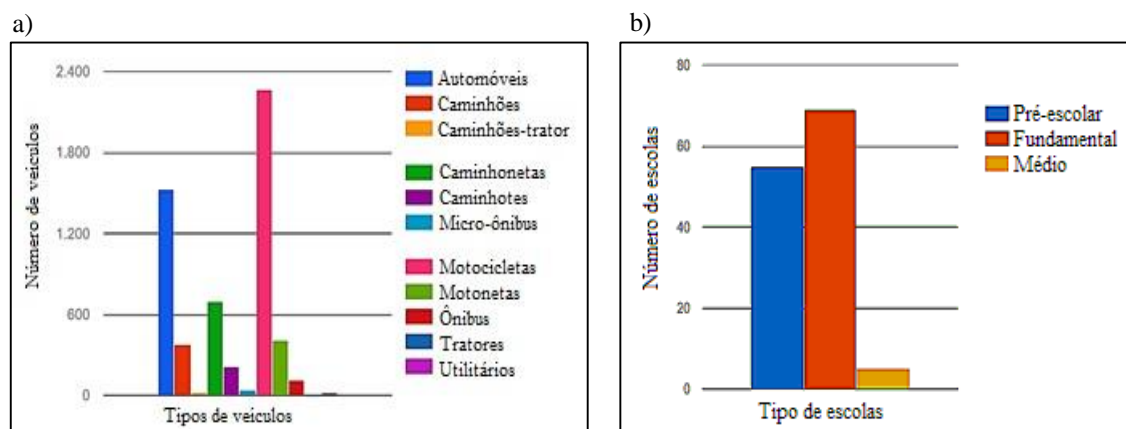 a)
Número de veículos
2.400
1.800
1.200
600
0
Tipos de veículos
Automóveis
Caminhões
Caminhões-trator
Caminhonetas
Caminhotes
Micro-ônibus
Motocicletas
Motonetas
Ônibus
Tratores
Utilitários
b)
Número de escolas
80
60
40
20
0
Tipo de escolas
Pré-escolar
Fundamental
Médio